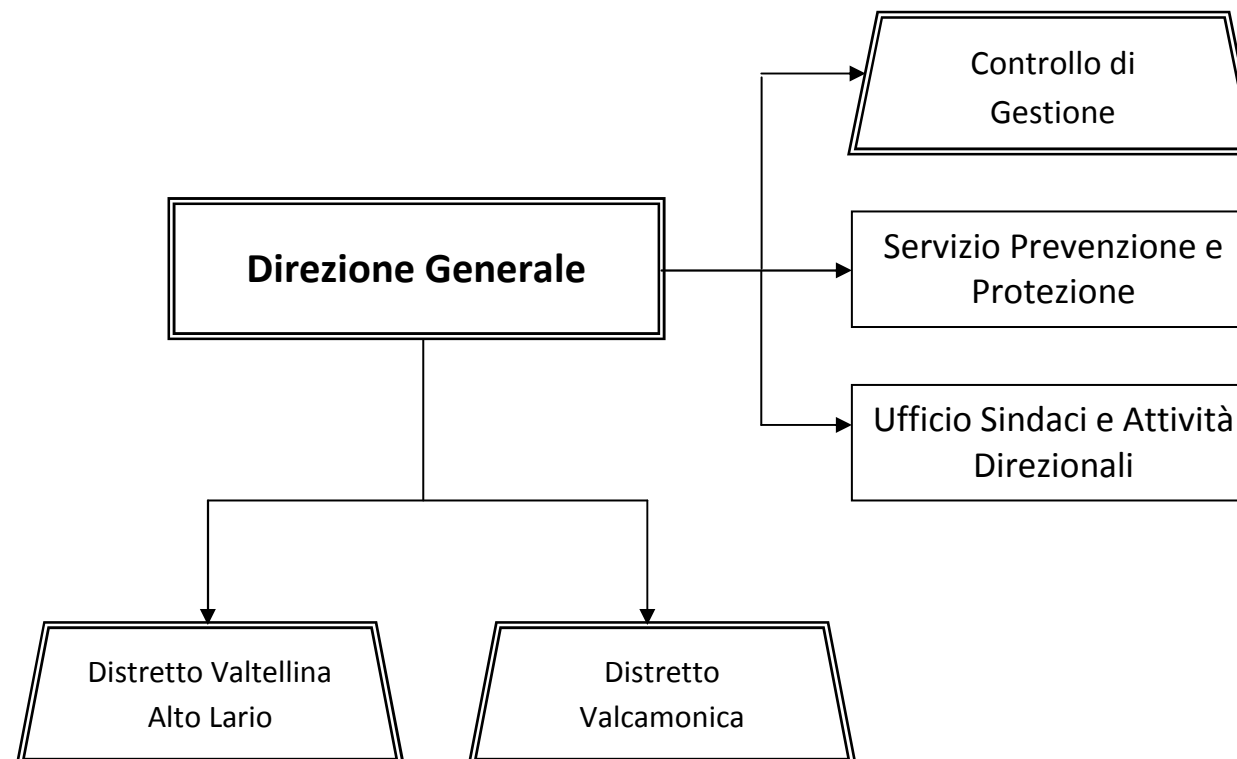 Controllo di
Gestione
Direzione Generale
Servizio Prevenzione e
Protezione
Ufficio Sindaci e Attività
Direzionali
Distretto Valtellina
Alto Lario
Distretto
Valcamonica